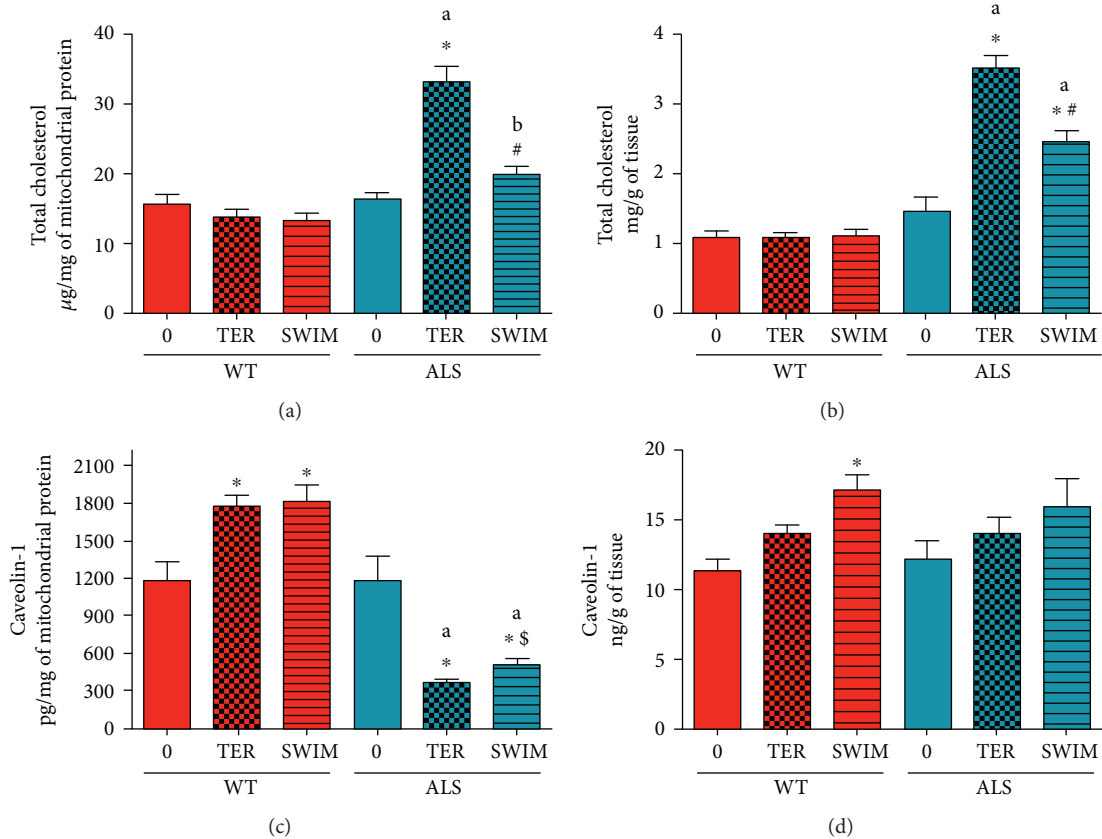 Total cholesterol
μg/mg of mitochondrial protein
40
30
20
10
0
a
*
b
#
0 TER SWIM 0 TER SWIM
WT ALS
(a)
Total cholesterol
mg/g of tissue
4
3
2
1
0
a
*
a
* #
0 TER SWIM 0 TER SWIM
WT ALS
(b)
Caveolin-1
pg/mg of mitochondrial protein
2100
1800
1500
1200
900
600
300
0
* *
a
*
a
* $
0 TER SWIM 0 TER SWIM
WT ALS
(c)
Caveolin-1
ng/g of tissue
20
15
10
5
0
*
0 TER SWIM 0 TER SWIM
WT ALS
(d)